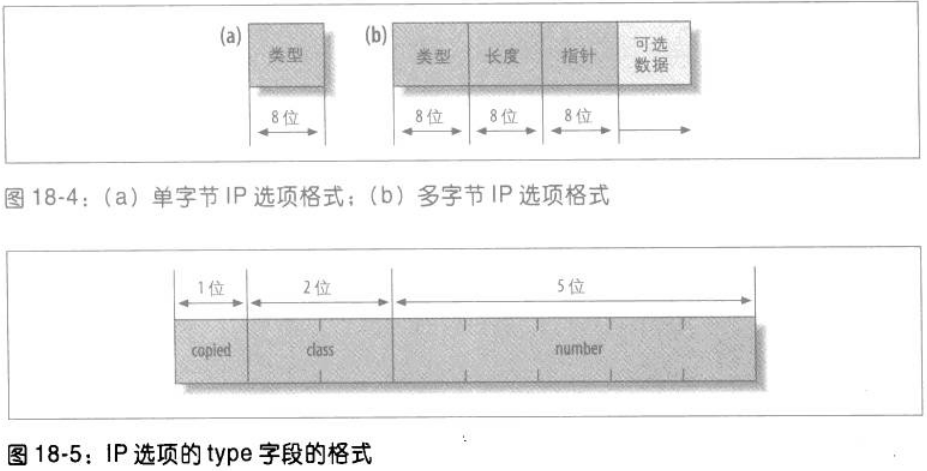 (a) 类型 (b) 类型 长度 指针 可选
数据
8位 8位 8位 8位
图 18-4：(a) 单字节 IP 选项格式；(b) 多字节 IP 选项格式
1位 2位 5位
copied class number
图 18-5：IP 选项的 type 字段的格式